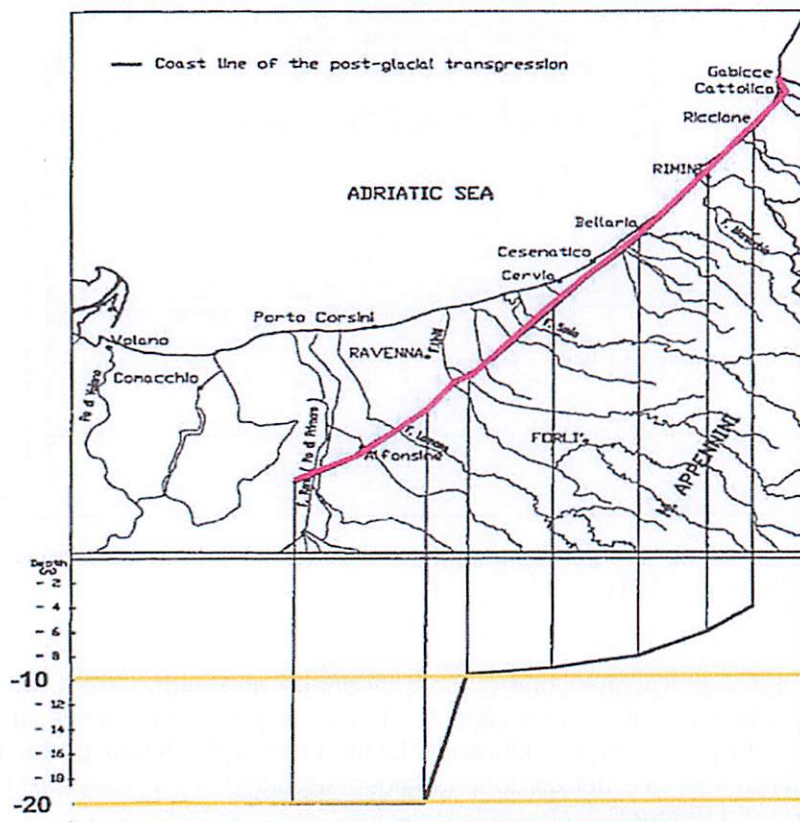 Coast line of the post-glacial transgression
Gabicce
Cattolica
Riccione
RIMINI
ADRIATIC SEA
Bellaria
Cesenatico
Cervia
Porto Corsini
Volano
RAVENNA
Comacchio
FORLI'
Alfonsine
M. APPENNINI
Depth
- 2
- 4
- 6
- 8
-10
- 12
- 14
- 16
- 18
-20